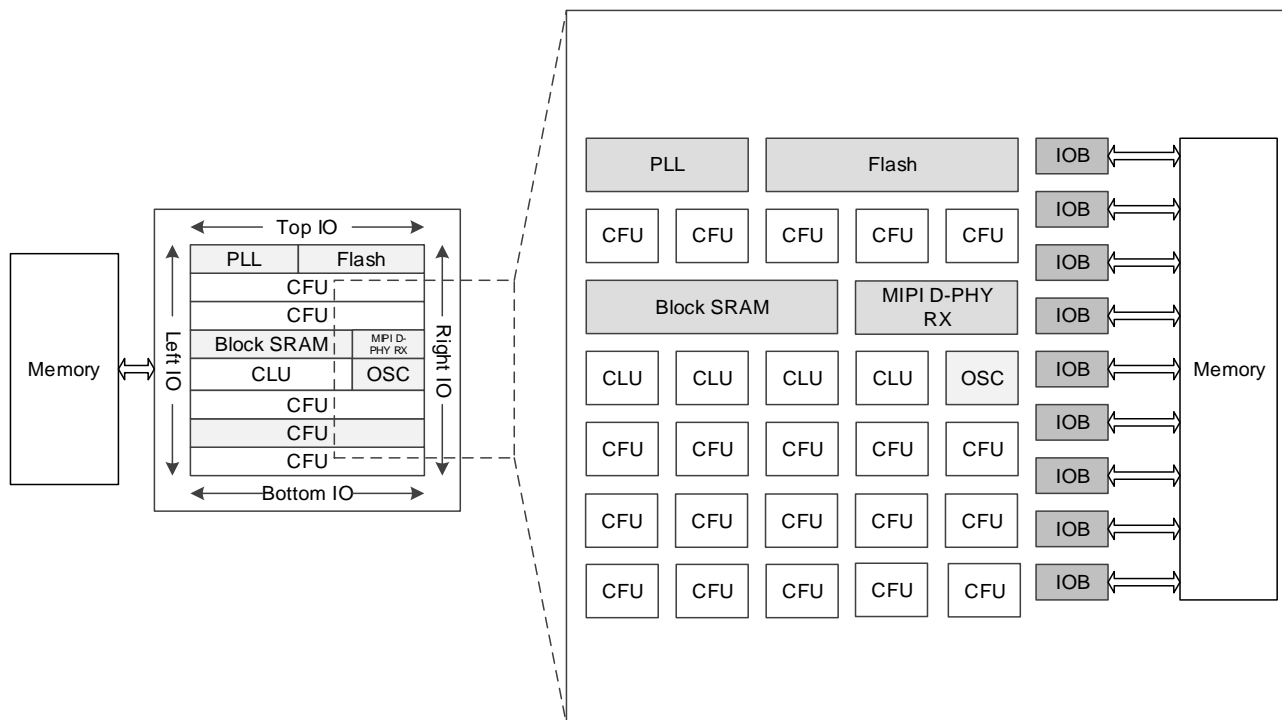 Memory
Top IO
Left IO
PLL Flash
CFU
CFU
Block SRAM MIPI D-
PHY RX
CLU OSC
CFU
CFU
CFU
Right IO
Bottom IO
PLL Flash IOB
CFU CFU CFU CFU CFU IOB
IOB
Block SRAM MIPI D-PHY
RX IOB
CLU CLU CLU CLU OSC IOB
Memory
IOB
CFU CFU CFU CFU CFU
IOB
CFU CFU CFU CFU CFU IOB
CFU CFU CFU CFU CFU IOB